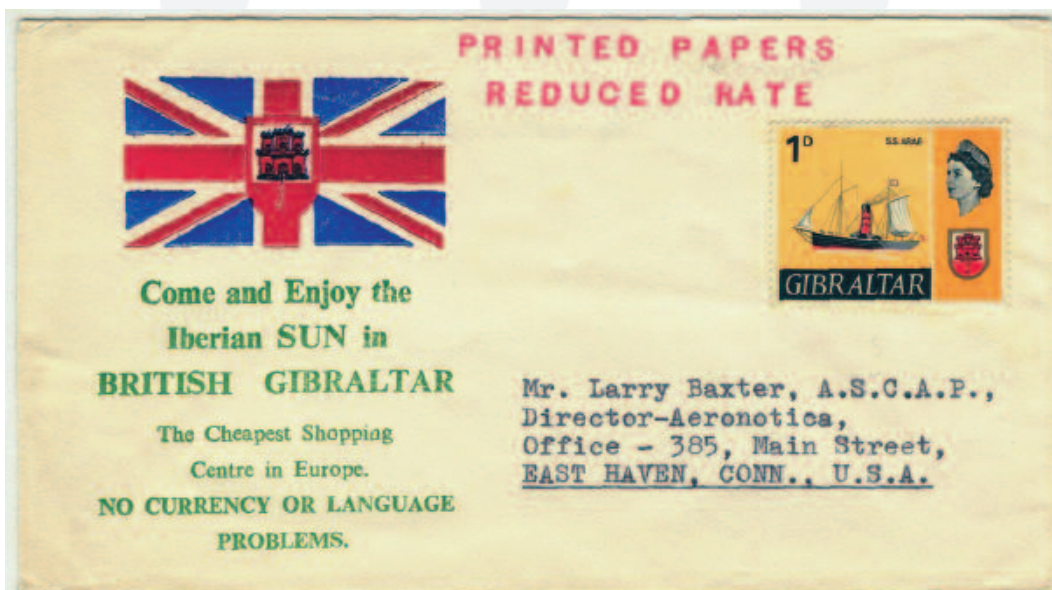 PRINTED PAPERS
REDUCED RATE
1D
S.S. ARAB
GIBRALTAR
Come and Enjoy the
Iberian SUN in
BRITISH GIBRALTAR
The Cheapest Shopping
Centre in Europe.
NO CURRENCY OR LANGUAGE
PROBLEMS.
Mr. Larry Baxter, A.S.C.A.P.,
Director-Aeronotica,
Office - 385, Main Street,
EAST HAVEN, CONN., U.S.A.